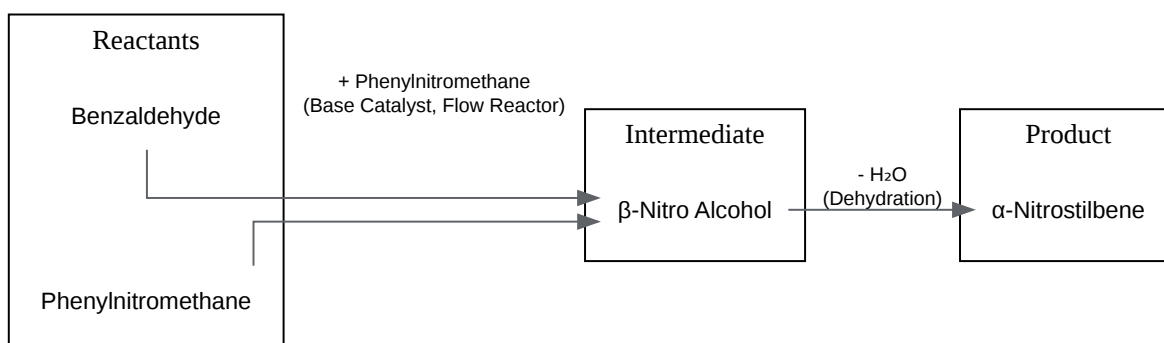 Reactants
Benzaldehyde
Phenylnitromethane
+ Phenylnitromethane
(Base Catalyst, Flow Reactor)
Intermediate
β-Nitro Alcohol
- H₂O
(Dehydration)
Product
α-Nitrostilbene